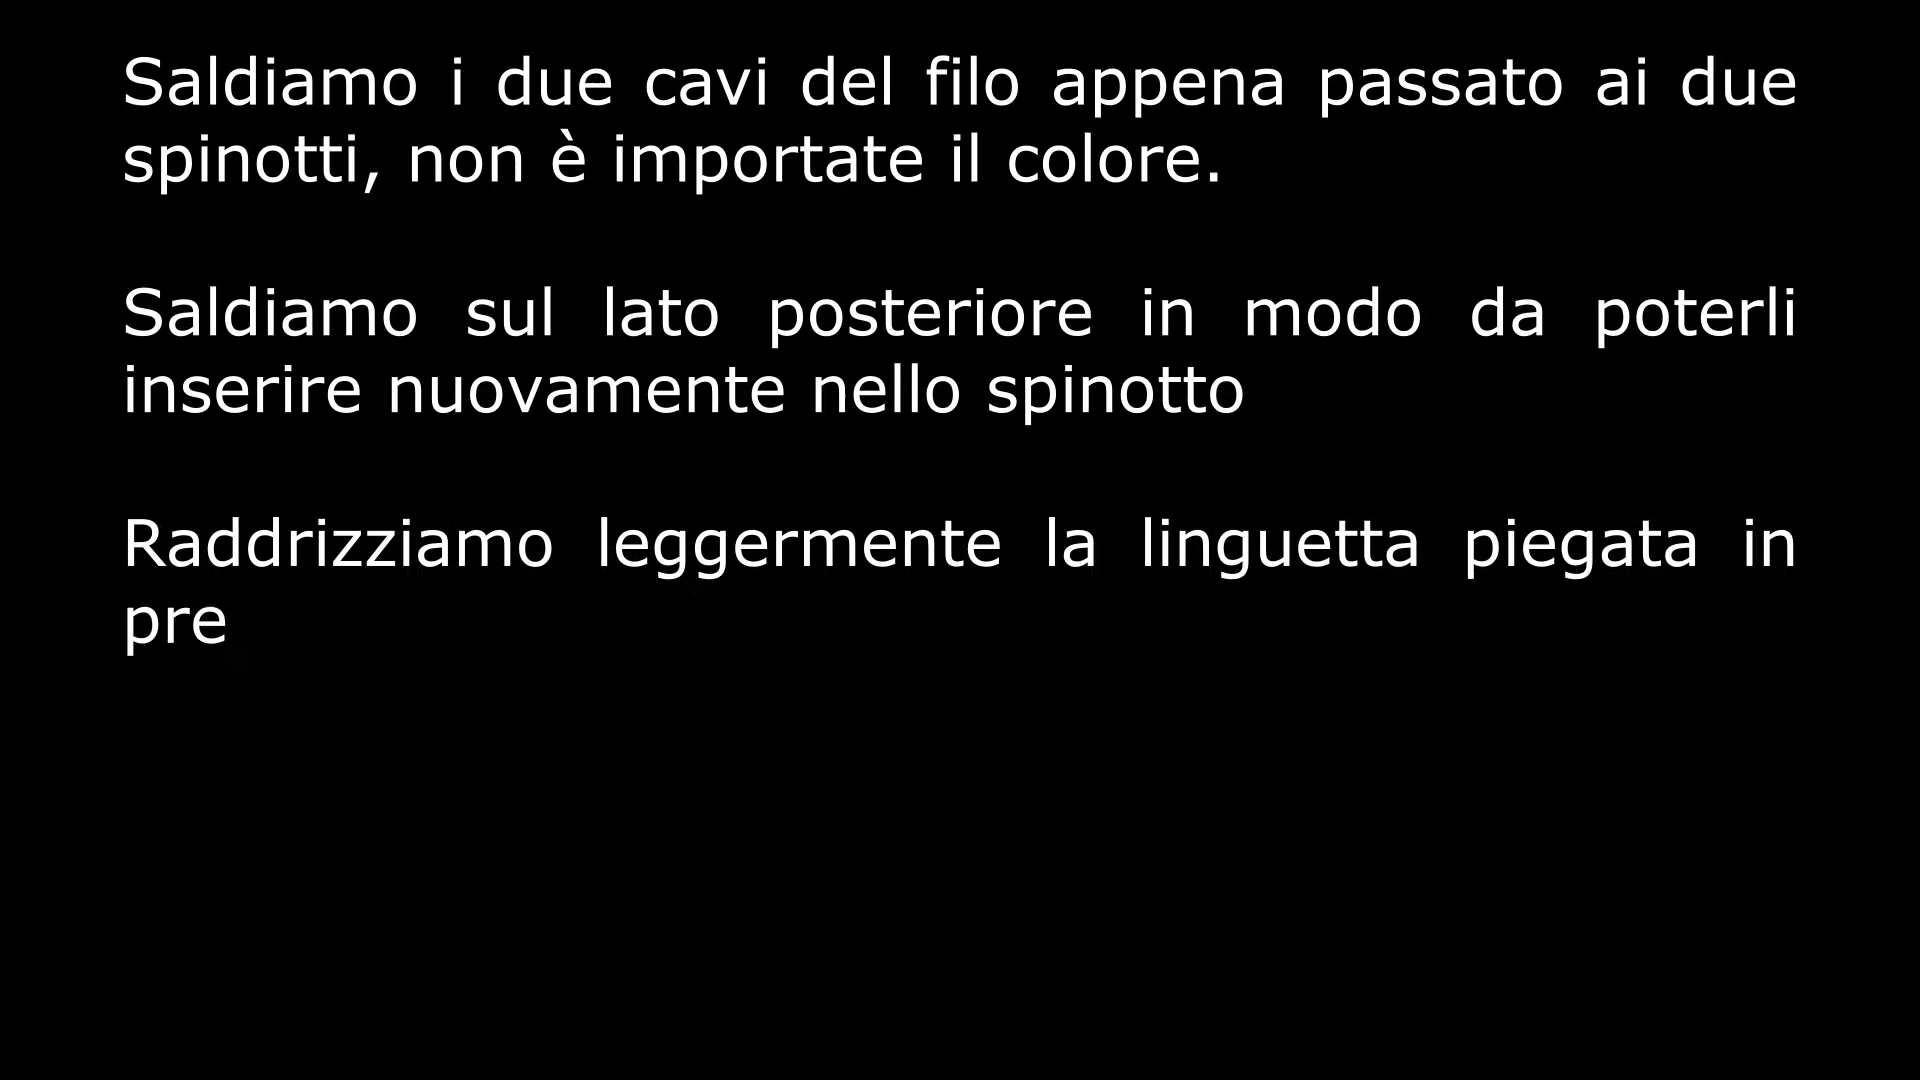 Saldiamo i due cavi del filo appena passato ai due
spinotti, non è importate il colore.
Saldiamo sul lato posteriore in modo da poterli
inserire nuovamente nello spinotto
Raddrizziamo leggermente la linguetta piegata in
pre